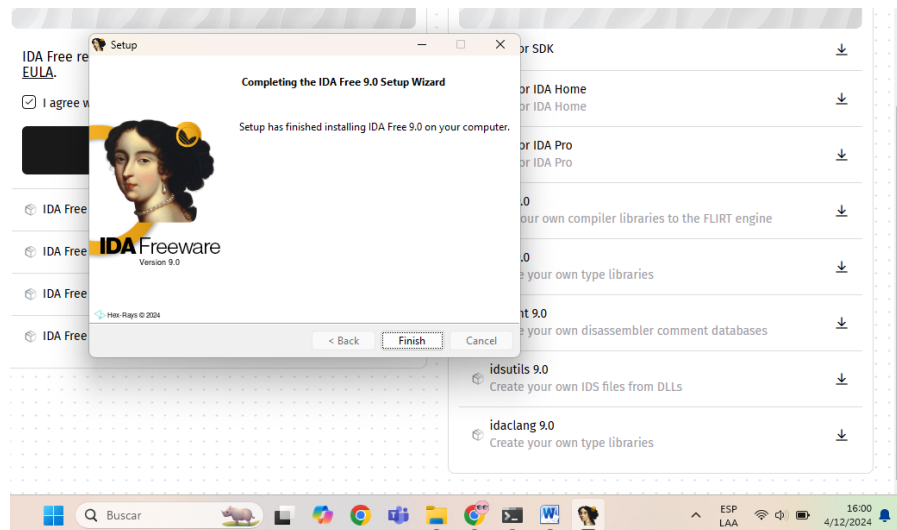 IDA Free re
EULA.
I agree w
IDA Free
IDA Free
IDA Free
IDA Free
Setup
Completing the IDA Free 9.0 Setup Wizard
Setup has finished installing IDA Free 9.0 on your computer.
IDA Freeware
Version 9.0
Hex-Rays © 2024
< Back
Finish
Cancel
or SDK
or IDA Home
or IDA Home
or IDA Pro
or IDA Pro
.0
our own compiler libraries to the FLIRT engine
.0
e your own type libraries
nt 9.0
e your own disassembler comment databases
idsutils 9.0
Create your own IDS files from DLLs
idaclang 9.0
Create your own type libraries
Buscar
ESP
LAA
16:00
4/12/2024